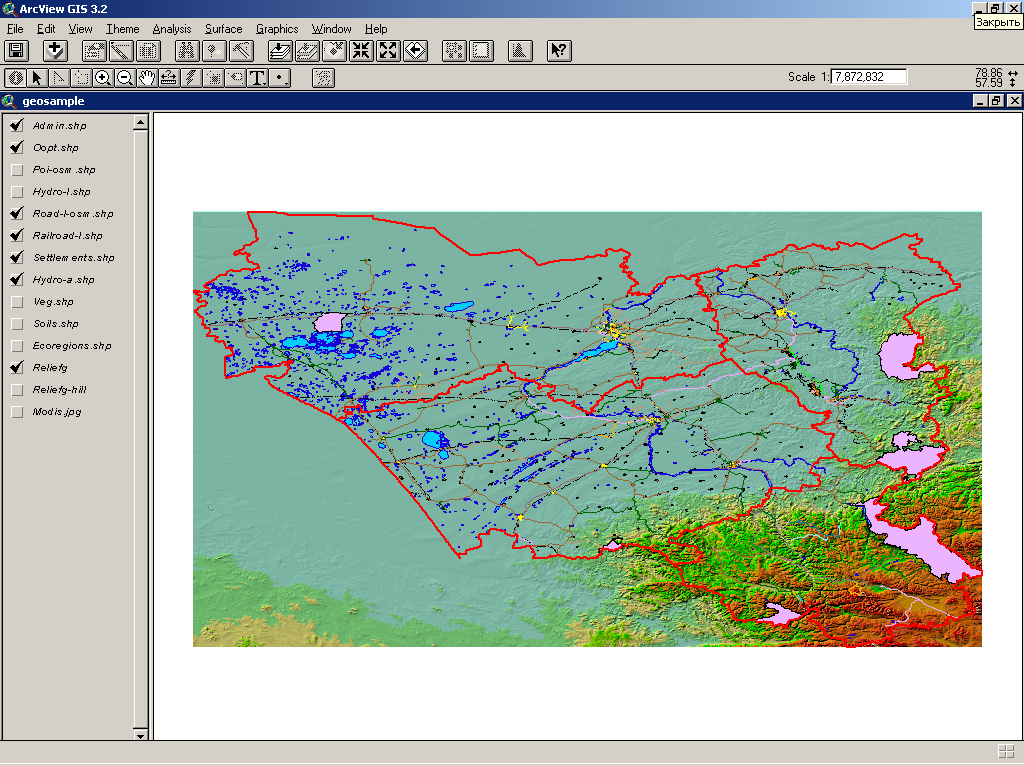 ArcView GIS 3.2
Закрыть
File Edit View Theme Analysis Surface Graphics Window Help
T
Scale 1: 7,872,832
78.86
57.59
geosample
Admin.shp
Oopt.shp
Poi-osm.shp
Hydro-l.shp
Road-l-osm.shp
Railroad-l.shp
Settlements.shp
Hydro-a.shp
Veg.shp
Soils.shp
Ecoregions.shp
Reliefg
Reliefg-hill
Modis.jpg